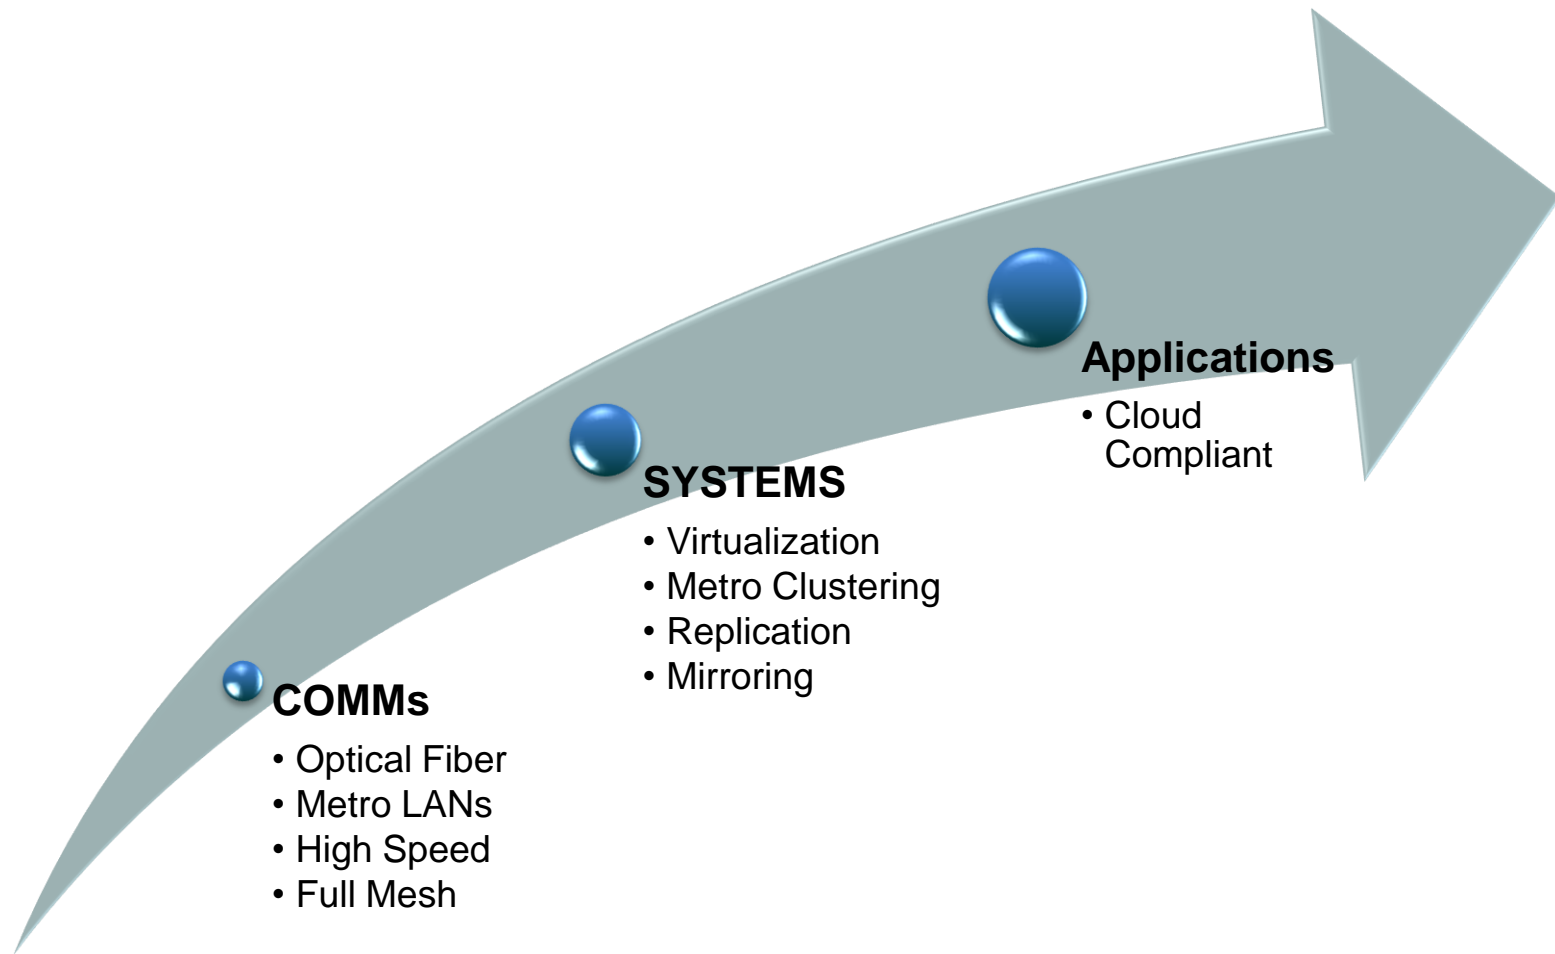 COMMs
• Optical Fiber
• Metro LANs
• High Speed
• Full Mesh
SYSTEMS
• Virtualization
• Metro Clustering
• Replication
• Mirroring
Applications
• Cloud
Compliant